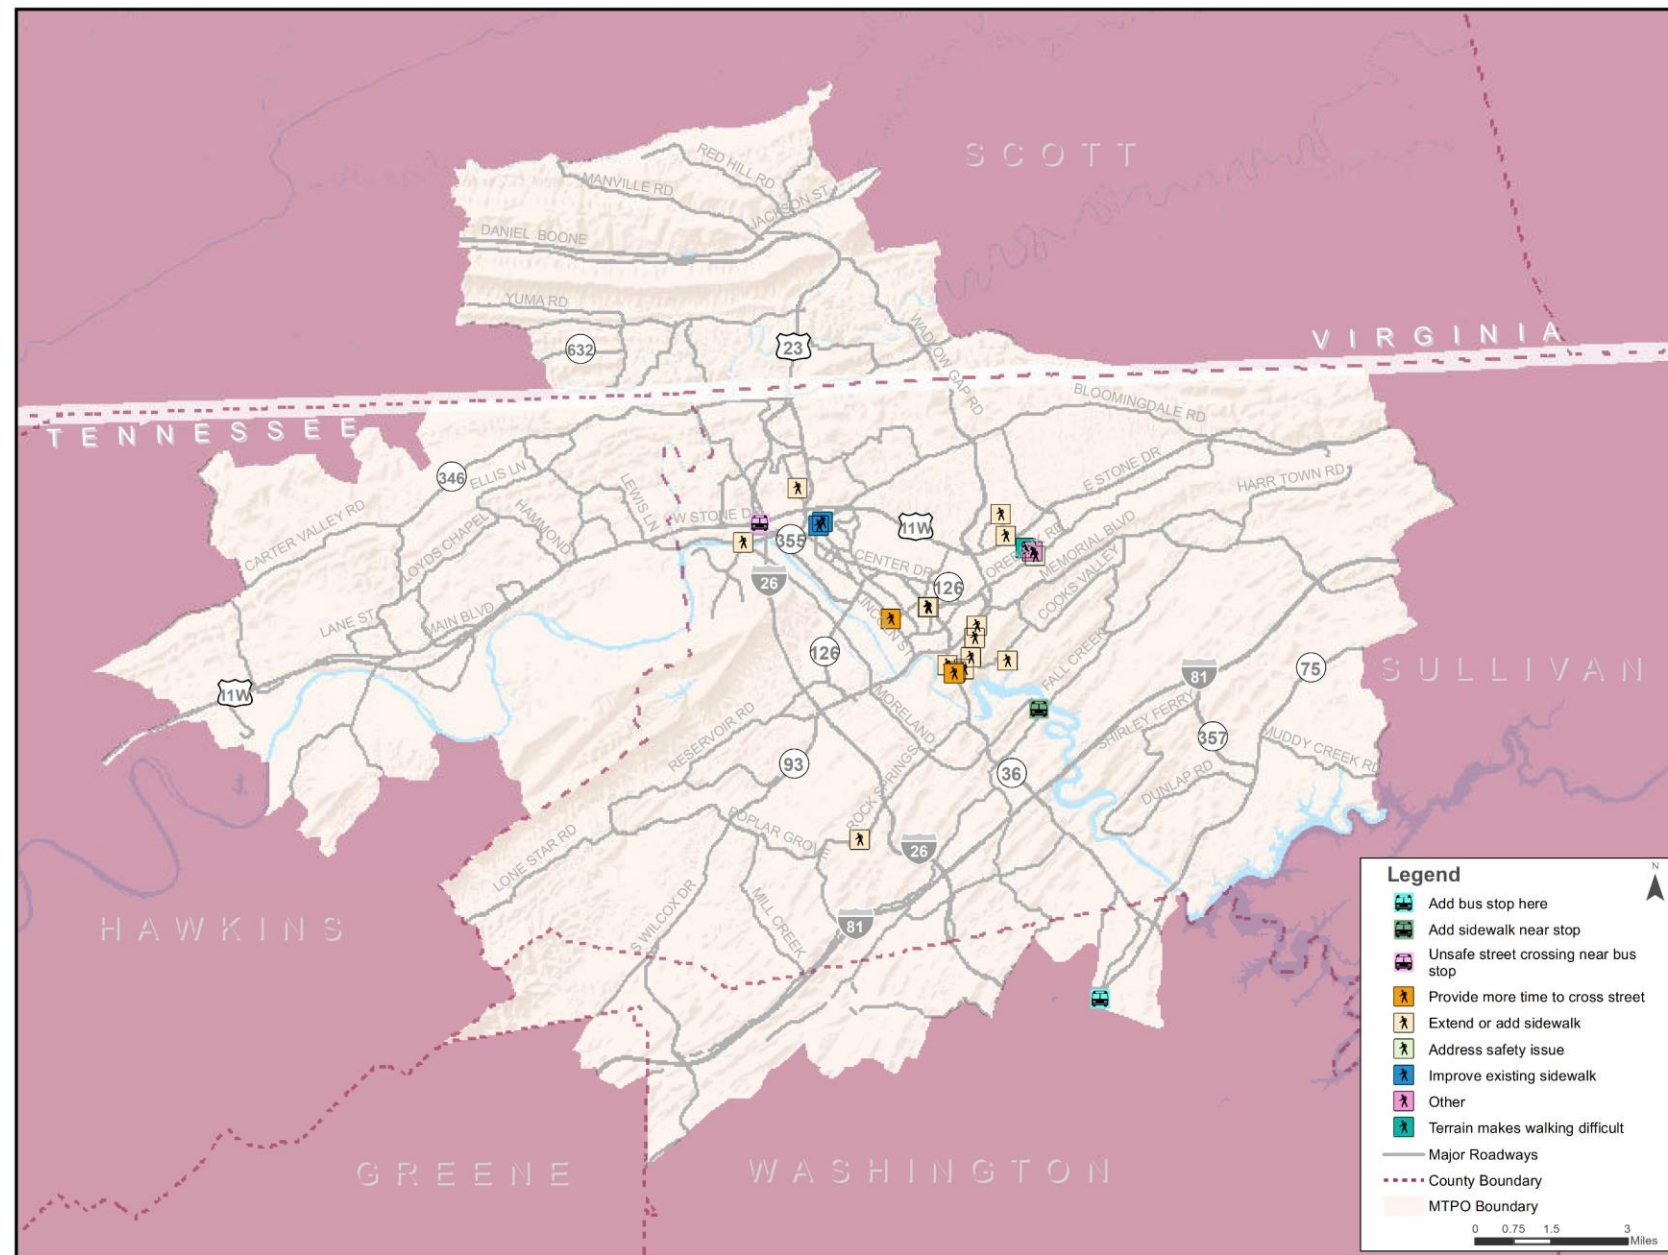 SCOTT
RED HILL RD
MANVILLE RD
JACKSON ST
DANIEL BOONE
YUMA RD
WADLOW GAP RD
VIRGINIA
632
23
TENNESSEE
BLOOMINGDALE RD
346
ELLIS LN
E STONE DR
HARR TOWN RD
LEWIS LN
CARTER VALLEY RD
LOYDS CHAPEL
HAMMOND
W STONE DR
11W
355
MEMORIAL BLVD
CENTER DR
26
126
COOKS VALLEY
LANE ST
MAIN BLVD
LINCOLN ST
126
FALL CREEK
81
75
SULLIVAN
11W
MORELAND
SHIRLEY FERRY
RESERVOIR RD
357
MUDDY CREEK RD
93
36
ROCK SPRINGS
DUNLAP RD
POPLAR GROVE
LONE STAR RD
26
HAWKINS
S WILCOX DR
MILL CREEK
81
GREENE
WASHINGTON
Legend
N
Add bus stop here
Add sidewalk near stop
Unsafe street crossing near bus
stop
Provide more time to cross street
Extend or add sidewalk
Address safety issue
Improve existing sidewalk
Other
Terrain makes walking difficult
Major Roadways
County Boundary
MTPO Boundary
0 0.75 1.5 3
Miles